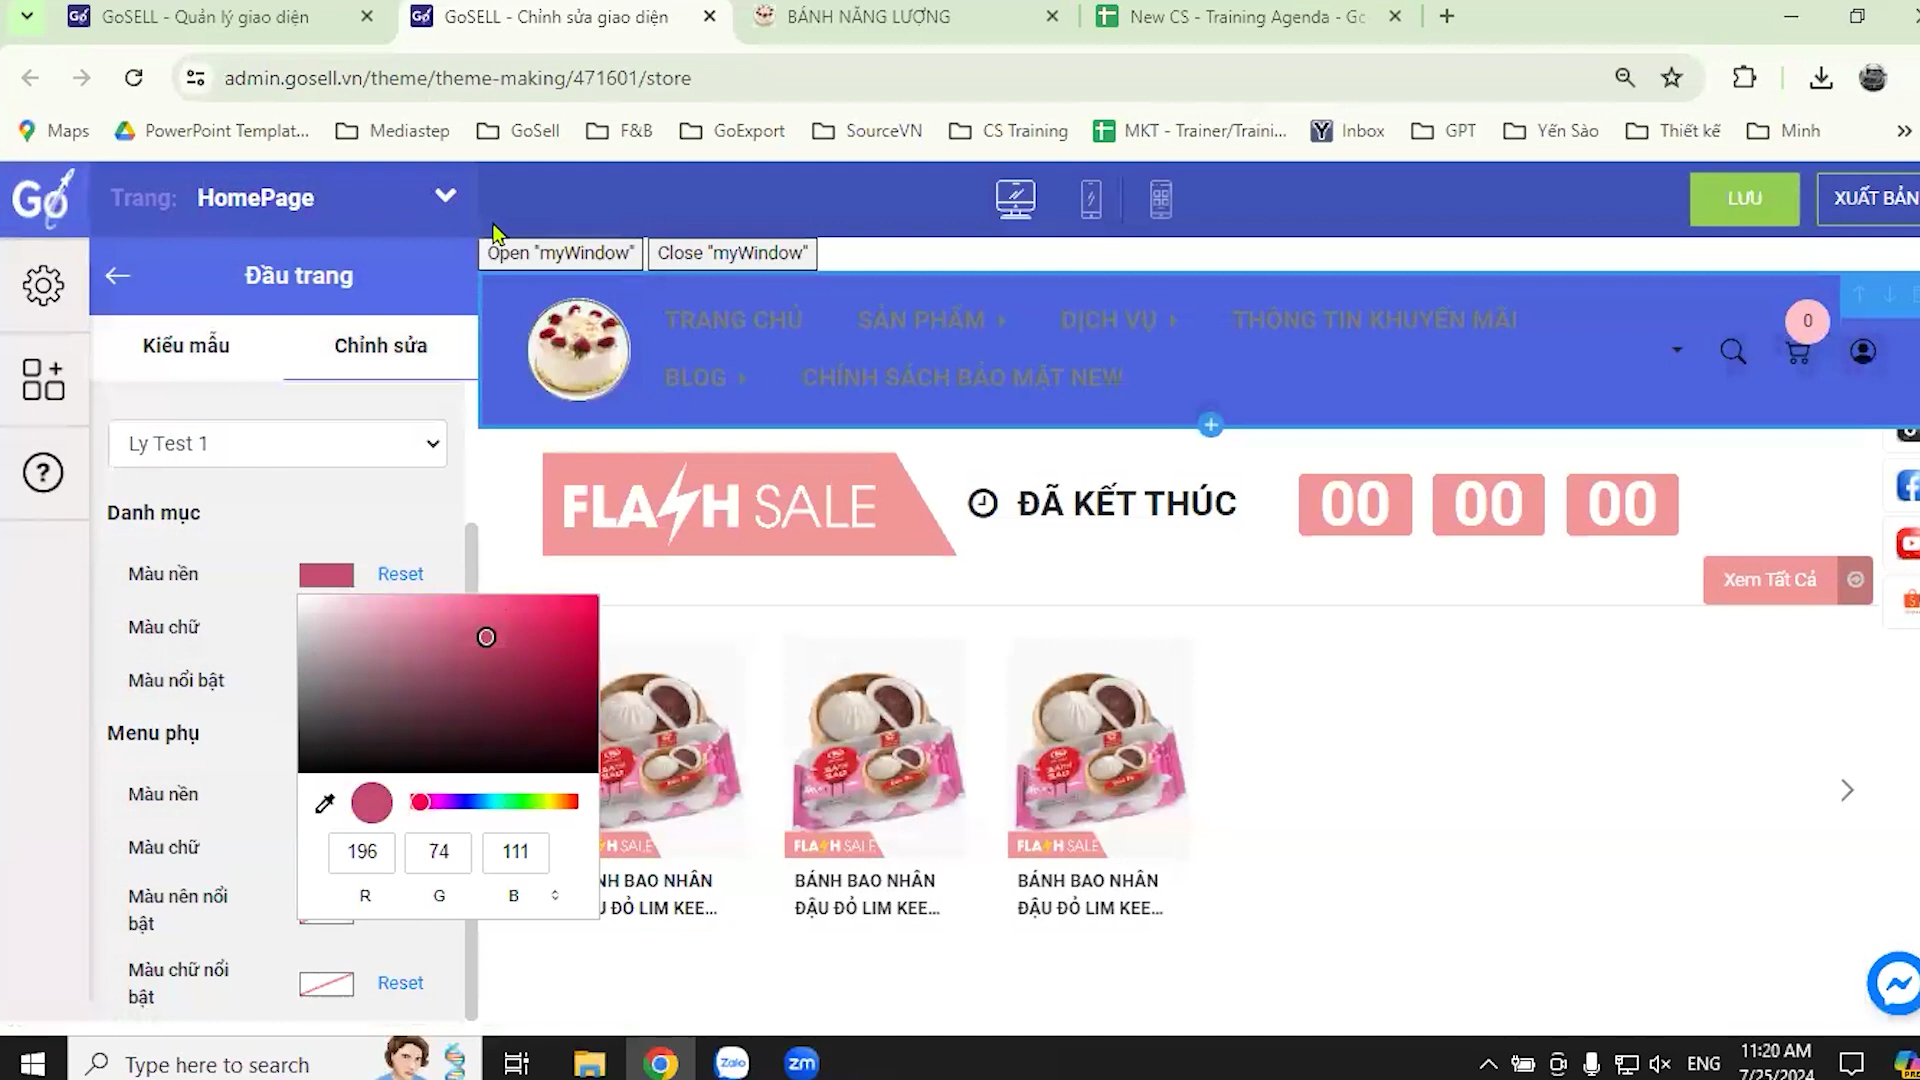 GoSELL - Quản lý giao diện
GoSELL - Chỉnh sửa giao diện
BÁNH NĂNG LƯỢNG
New CS - Training Agenda - Go
admin.gosell.vn/theme/theme-making/471601/store
Maps
PowerPoint Templat...
Mediastep
GoSell
F&B
GoExport
SourceVN
CS Training
MKT - Trainer/Traini...
Inbox
GPT
Yến Sào
Thiết kế
Minh
Go
Trang: HomePage
LƯU
XUẤT BẢN
Open "myWindow"
Close "myWindow"
Đầu trang
Kiểu mẫu
Chỉnh sửa
TRANG CHỦ
SẢN PHẨM
DỊCH VỤ
THÔNG TIN KHUYẾN MÃI
0
BLOG
CHÍNH SÁCH BẢO MẬT NEW
Ly Test 1
FLASH SALE
ĐÃ KẾT THÚC
00
00
00
Xem Tất Cả
Danh mục
Màu nền
Reset
Màu chữ
Màu nổi bật
Menu phụ
Màu nền
Màu chữ
Màu nền nổi
bật
Màu chữ nổi
bật
Reset
196
74
111
R
G
B
H SALE
FLASH SALE
FLASH SALE
NH BAO NHÂN
J ĐỎ LIM KEE...
BÁNH BAO NHÂN
ĐẬU ĐỎ LIM KEE...
BÁNH BAO NHÂN
ĐẬU ĐỎ LIM KEE...
Type here to search
Zalo
zm
ENG
11:20 AM
7/25/2024